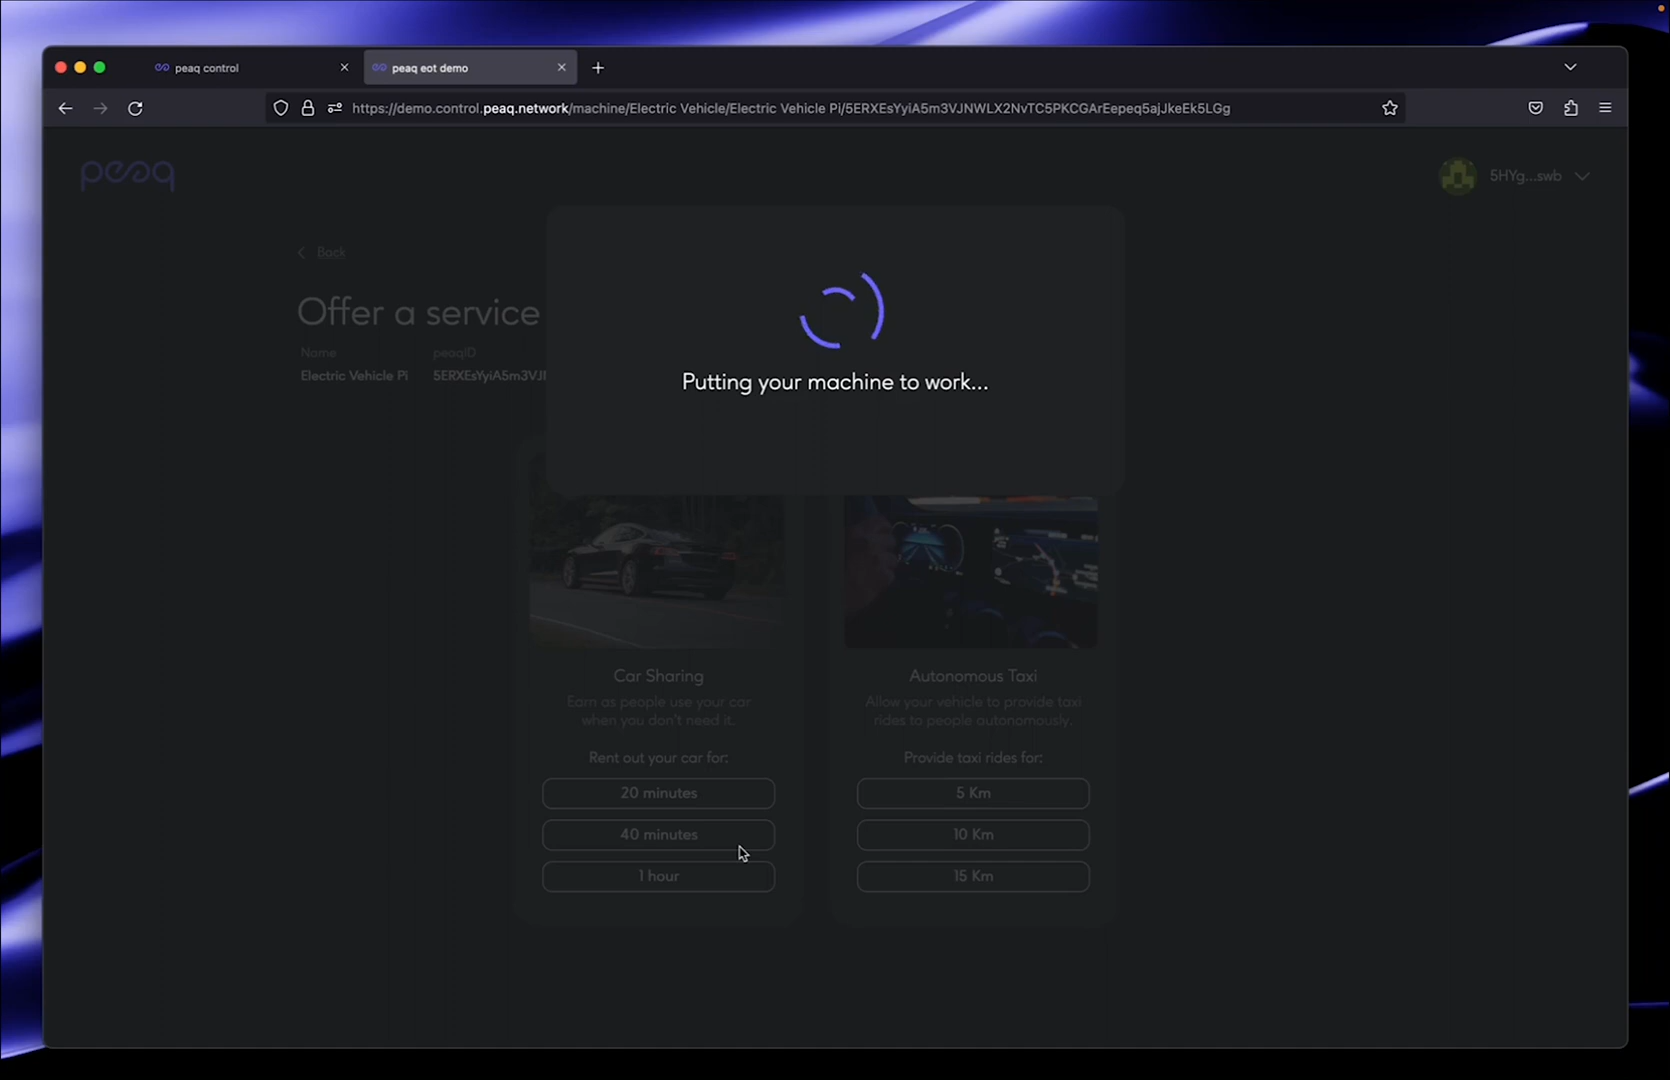 peaq control
peaq eot demo
https://demo.control.peaq.network/machine/Electric Vehicle/Electric Vehicle Pi/5ERXEsYyiA5m3VJNWLX2NvTC5PKCGArEepeq5ajJkeEk5LGg
peaq
5HYg...swb
Back
Offer a service
Name
peaqID
Electric Vehicle Pi
5ERXEsYyiA5m3VJ
Putting your machine to work...
Car Sharing
Earn as people use your car
when you don't need it.
Rent out your car for:
20 minutes
40 minutes
1 hour
Autonomous Taxi
Allow your vehicle to provide taxi
rides to people autonomously.
Provide taxi rides for:
5 Km
10 Km
15 Km